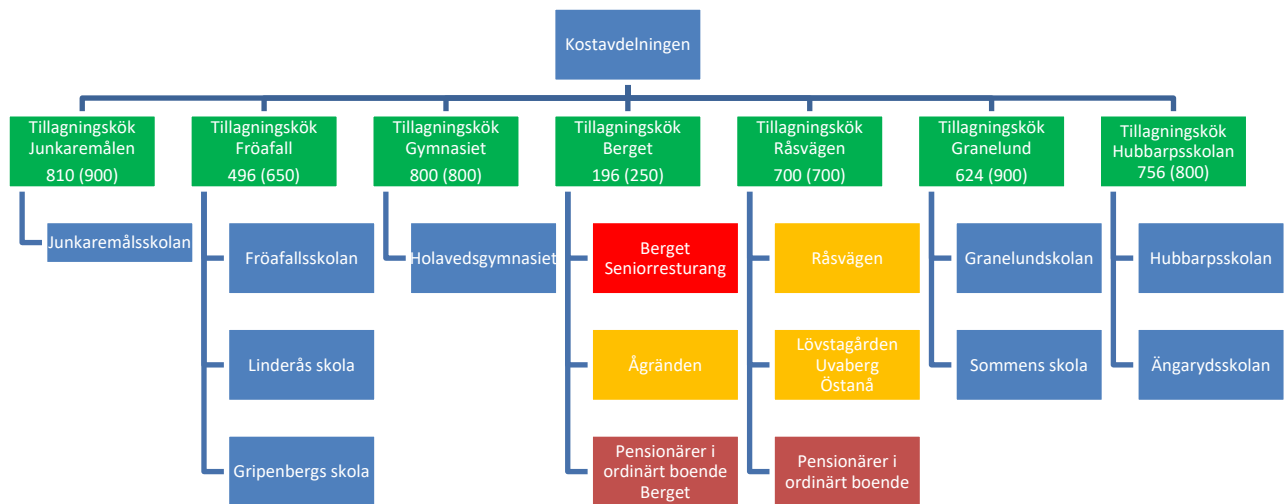 Kostavdelningen
Tillagningskök
Junkaremålen
810 (900)
Tillagningskök
Fröafall
496 (650)
Tillagningskök
Gymnasiet
800 (800)
Tillagningskök
Berget
196 (250)
Tillagningskök
Råsvägen
700 (700)
Tillagningskök
Granelund
624 (900)
Tillagningskök
Hubbarpsskolan
756 (800)
Junkaremålsskolan
Fröafallsskolan
Linderås skola
Gripenbergs skola
Holavedsgymnasiet
Berget
Seniorresturang
Ågränden
Pensionärer i
ordinärt boende
Berget
Råsvägen
Lövstagården
Uvaberg
Östanå
Pensionärer i
ordinärt boende
Granelundskolan
Sommens skola
Hubbarpsskolan
Ängarydsskolan